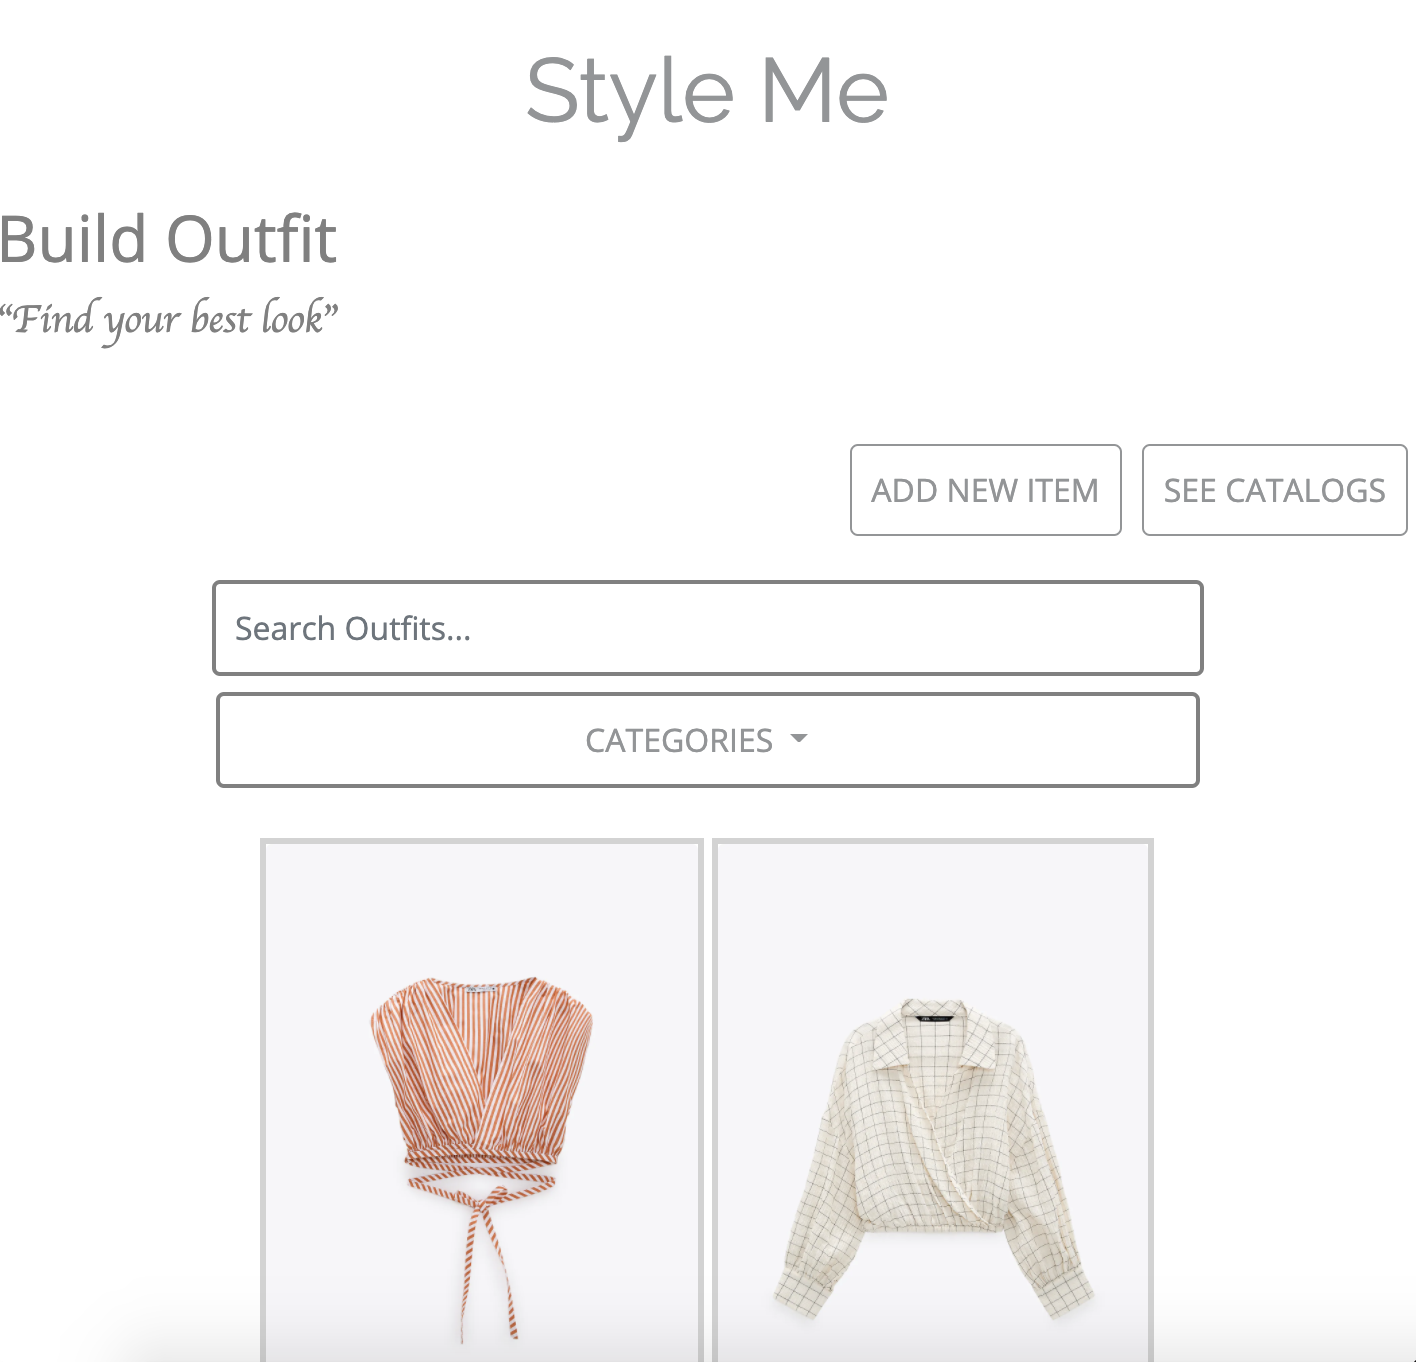 Style Me
Build Outfit
“Find your best look”
ADD NEW ITEM
SEE CATALOGS
Search Outfits...
CATEGORIES